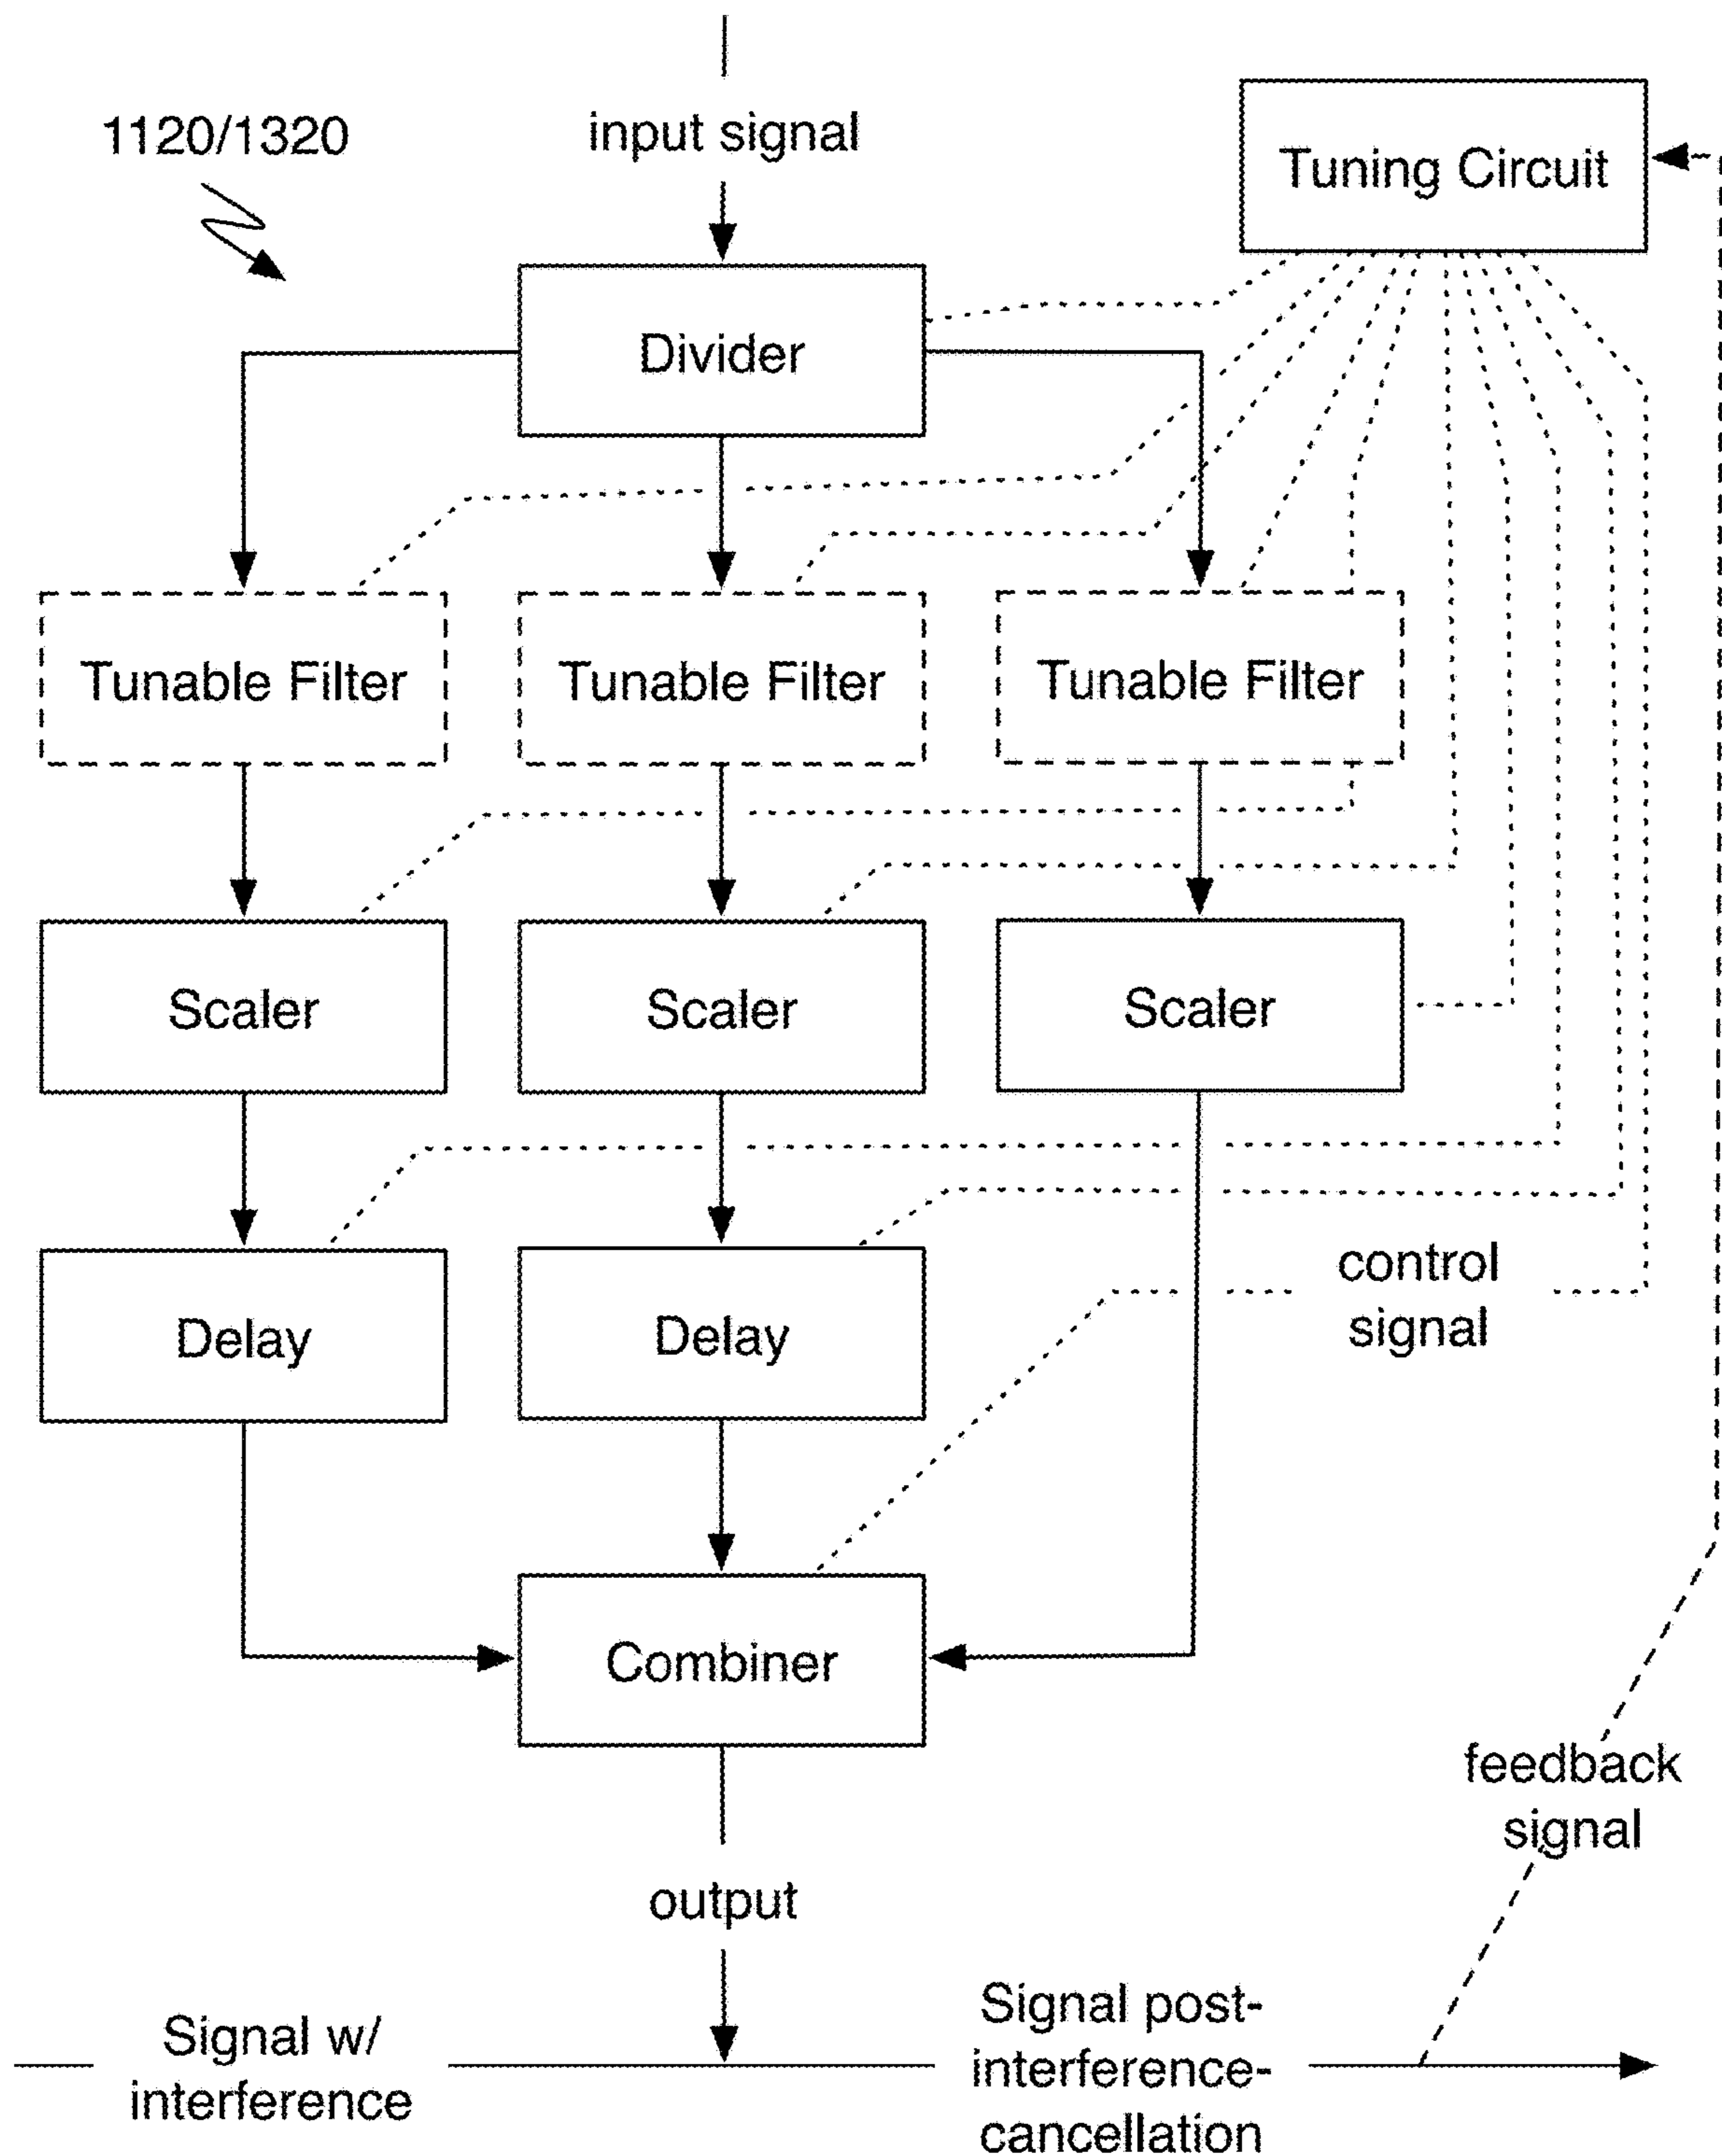 1120/1320
input signal
Tuning Circuit
Divider
Tunable Filter
Tunable Filter
Tunable Filter
Scaler
Scaler
Scaler
control
signal
Delay
Delay
Combiner
feedback
signal
output
Signal w/
interference
Signal post-
interference-
cancellation